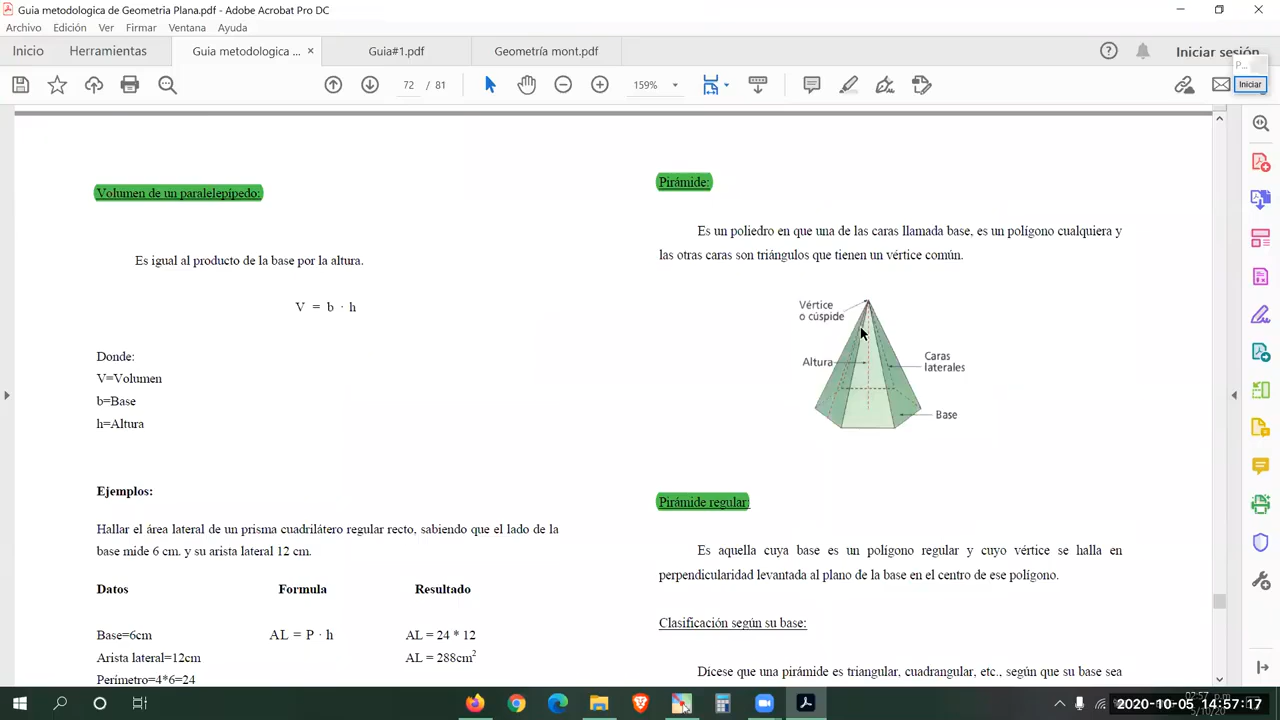 Guia metodologica de Geometria Plana.pdf - Adobe Acrobat Pro DC
Archivo Edición Ver Firmar Ventana Ayuda
Inicio Herramientas Guia metodologica ... × Guia#1.pdf Geometría mont.pdf Iniciar sesión
P...
72 / 81 159% Iniciar
Volumen de un paralelepípedo:
Es igual al producto de la base por la altura.
V = b · h
Donde:
V=Volumen
b=Base
h=Altura
Ejemplos:
Hallar el área lateral de un prisma cuadrilátero regular recto, sabiendo que el lado de la
base mide 6 cm. y su arista lateral 12 cm.
Datos Formula Resultado
Base=6cm AL = P · h AL = 24 * 12
Arista lateral=12cm AL = 288cm²
Perímetro=4*6=24
Pirámide:
Es un poliedro en que una de las caras llamada base, es un polígono cualquiera y
las otras caras son triángulos que tienen un vértice común.
Vértice
o cúspide
Altura
Caras
laterales
Base
Pirámide regular:
Es aquella cuya base es un polígono regular y cuyo vértice se halla en
perpendicularidad levantada al plano de la base en el centro de ese polígono.
Clasificación según su base:
Dícese que una pirámide es triangular, cuadrangular, etc., según que su base sea
2020-10-05 14:57:17